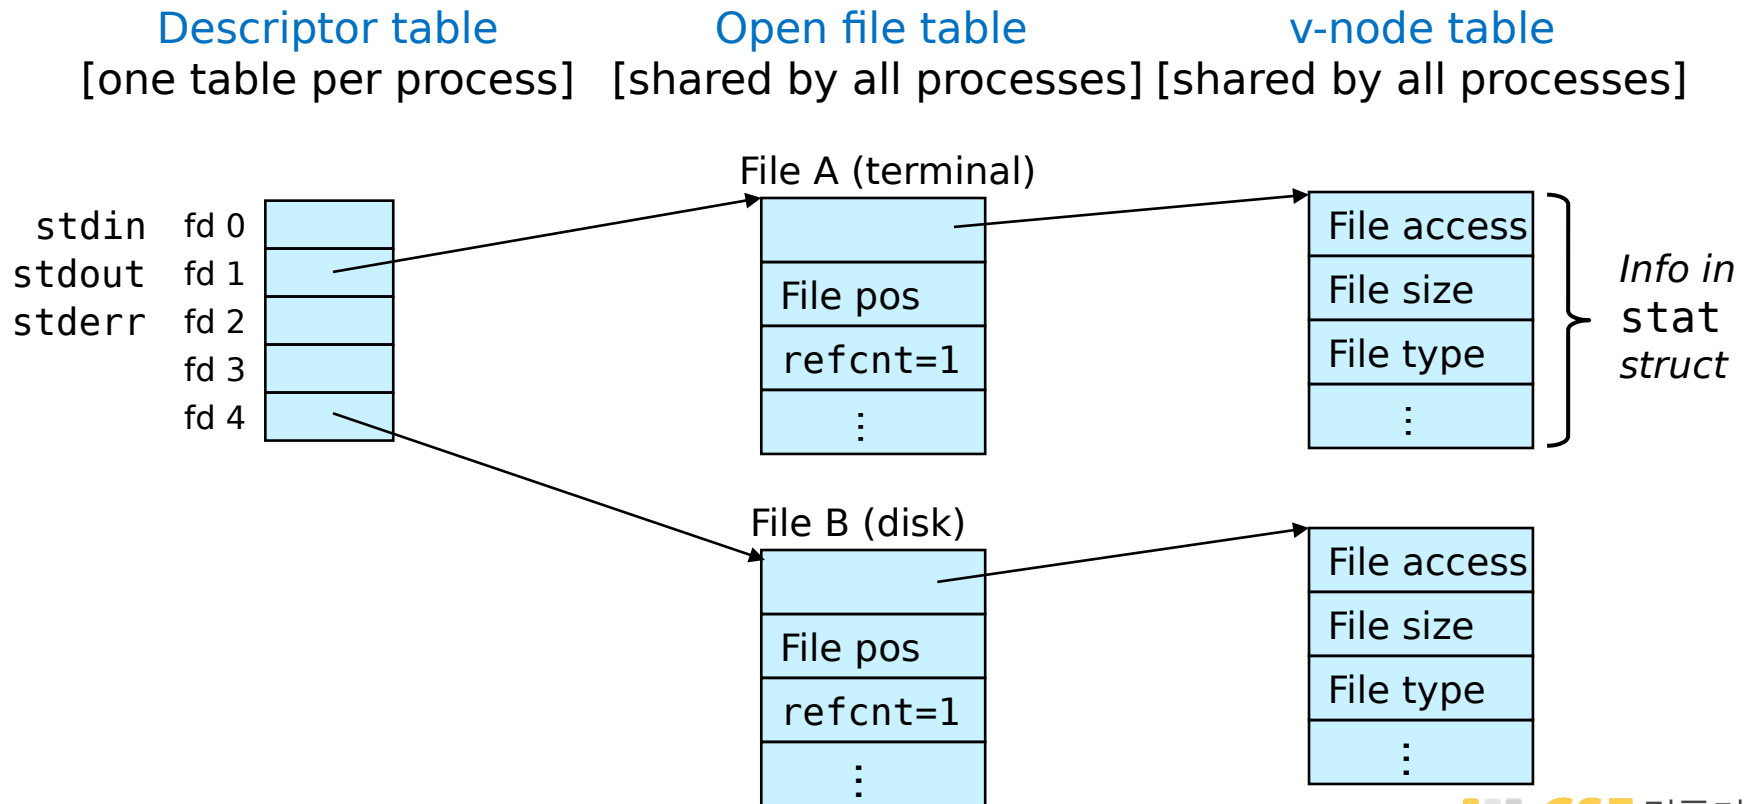 Descriptor table
[one table per process]
Open file table
[shared by all processes]
v-node table
[shared by all processes]
stdin fd 0
stdout fd 1
stderr fd 2
fd 3
fd 4
File A (terminal)
File pos
refcnt=1
⋮
File access
File size
File type
⋮
Info in
stat
struct
File B (disk)
File pos
refcnt=1
⋮
File access
File size
File type
⋮